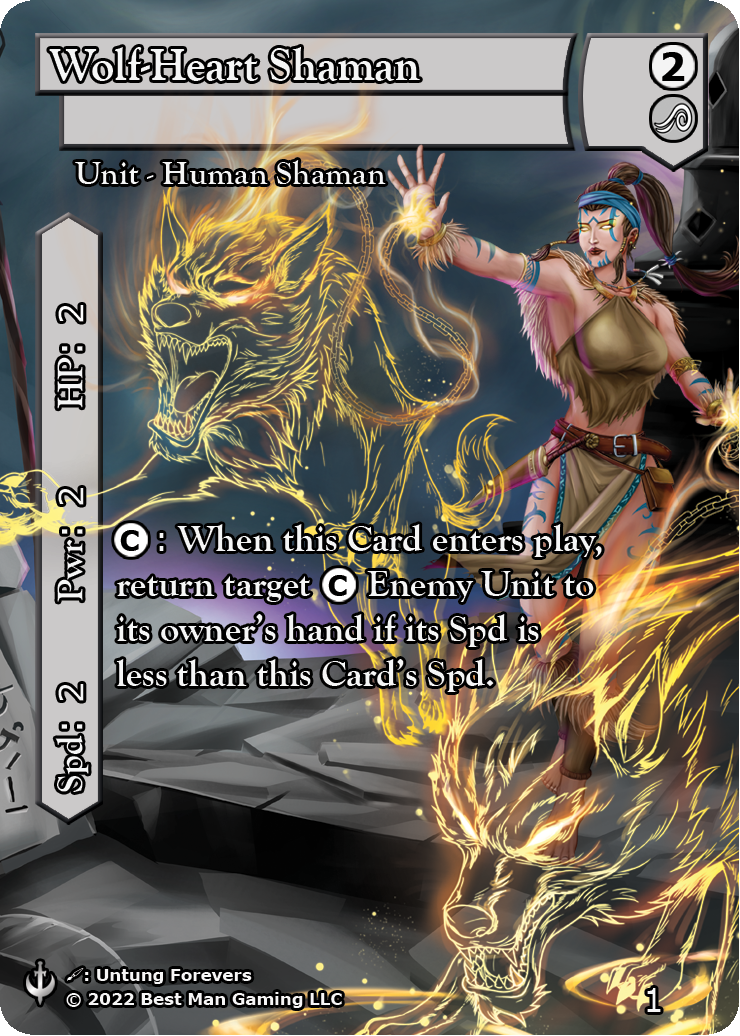 Wolf-Heart Shaman
2
Unit - Human Shaman
HP: 2
Pwr: 2
Spd: 2
C : When this Card enters play,
return target C Enemy Unit to
its owner's hand if its Spd is
less than this Card's Spd.
: Untung Forevers
© 2022 Best Man Gaming LLC
1